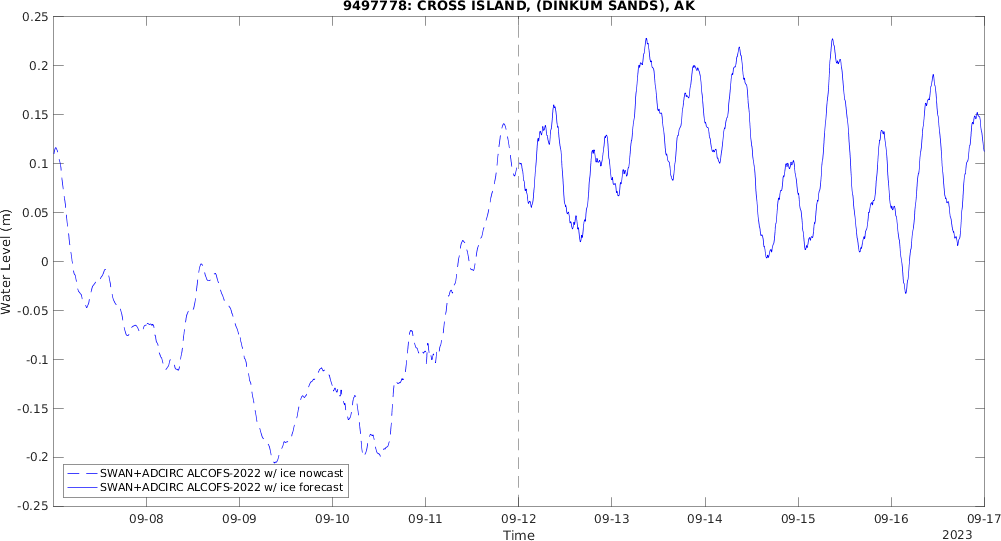 9497778: CROSS ISLAND, (DINKUM SANDS), AK
0.25
0.2
0.15
0.1
0.05
0
-0.05
-0.1
-0.15
-0.2
-0.25
Water Level (m)
SWAN+ADCIRC ALCOFS-2022 w/ ice nowcast
SWAN+ADCIRC ALCOFS-2022 w/ ice forecast
09-08 09-09 09-10 09-11 09-12 09-13 09-14 09-15 09-16 09-17
Time
2023